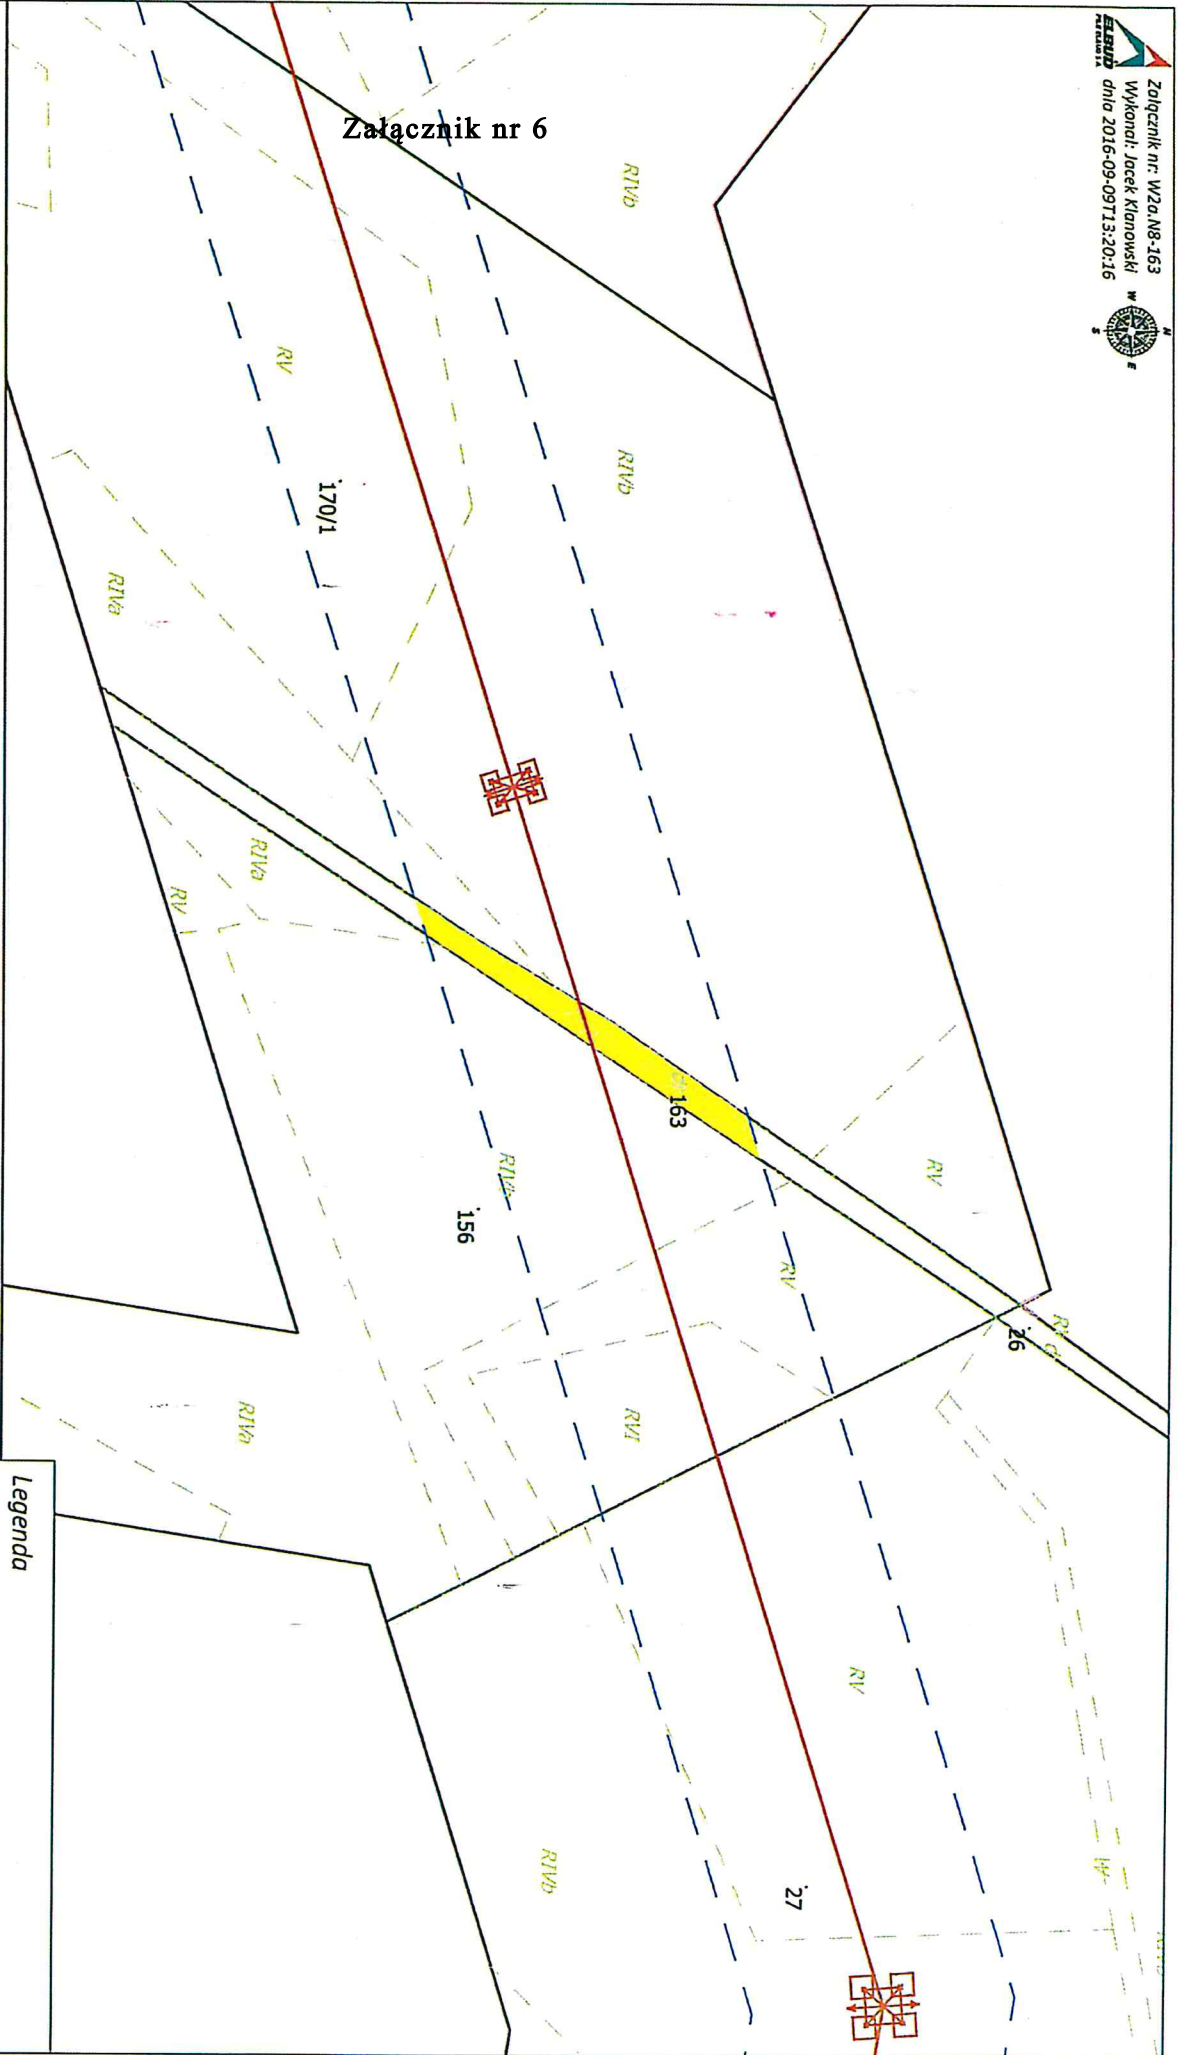 Załącznik nr: W2a.N8-163
Wykonał: Jacek Klanowski
dnia 2016-09-09T13:20:16
ELBUD
N
W
E
S
Załącznik nr 6
RIVb
RIVb
RV
170/1
RIVa
RIVa
RV
163
RV
RIVb
156
RV
26
RVI
RIVa
RV
27
RIVb
W
Legenda